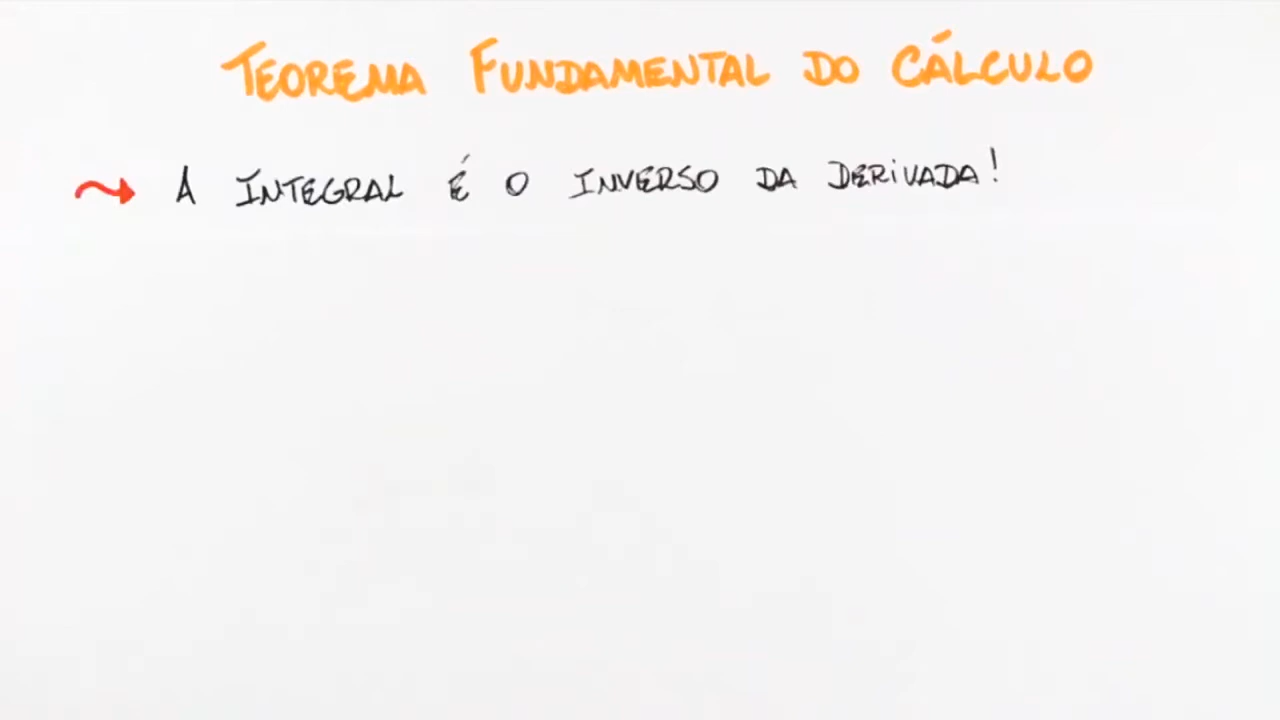 TEOREMA FUNDAMENTAL DO CÁLCULO
A INTEGRAL É O INVERSO DA DERIVADA!